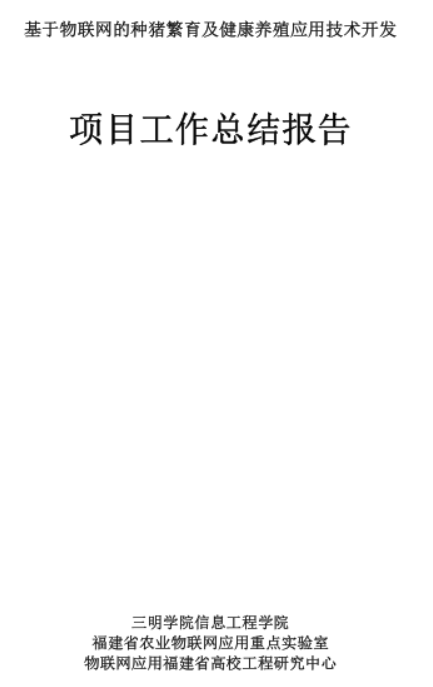 基于物联网的种猪繁育及健康养殖应用技术开发
项目工作总结报告
三明学院信息工程学院
福建省农业物联网应用重点实验室
物联网应用福建省高校工程研究中心